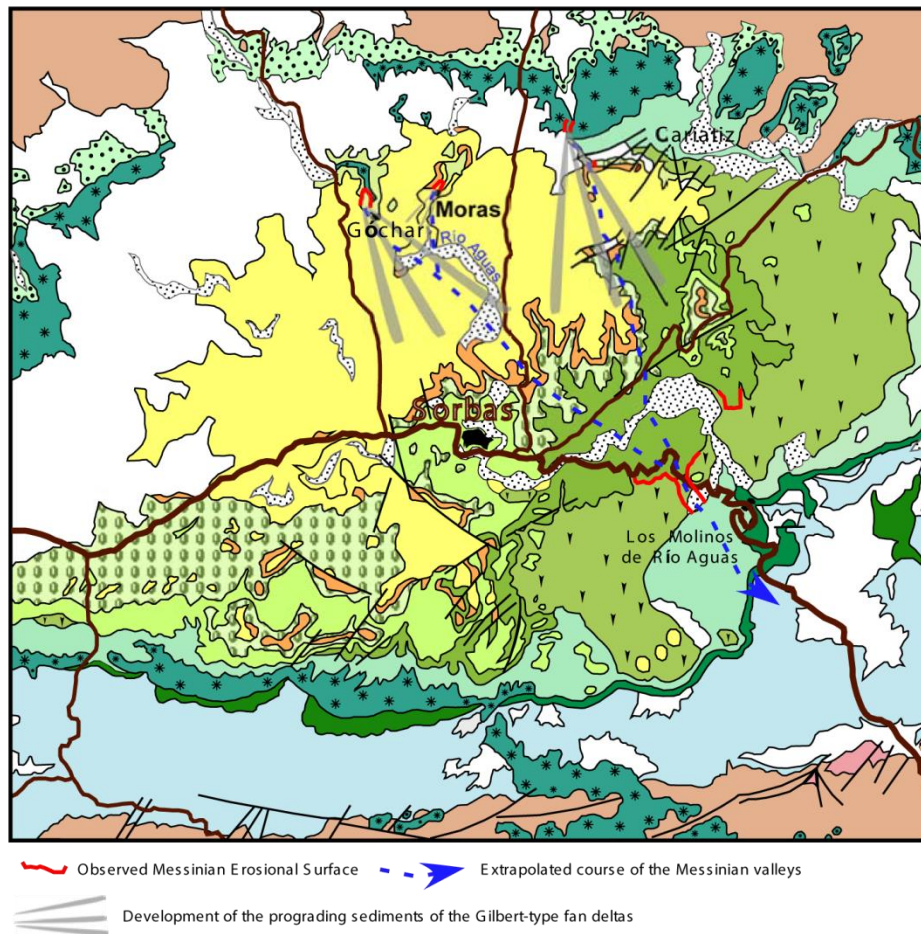 Cariatiz
Moras
Góchar
Río Aguas
Sorbas
Los Molinos
de Río Aguas
Observed Messinian Erosional Surface
Extrapolated course of the Messinian valleys
Development of the prograding sediments of the Gilbert-type fan deltas